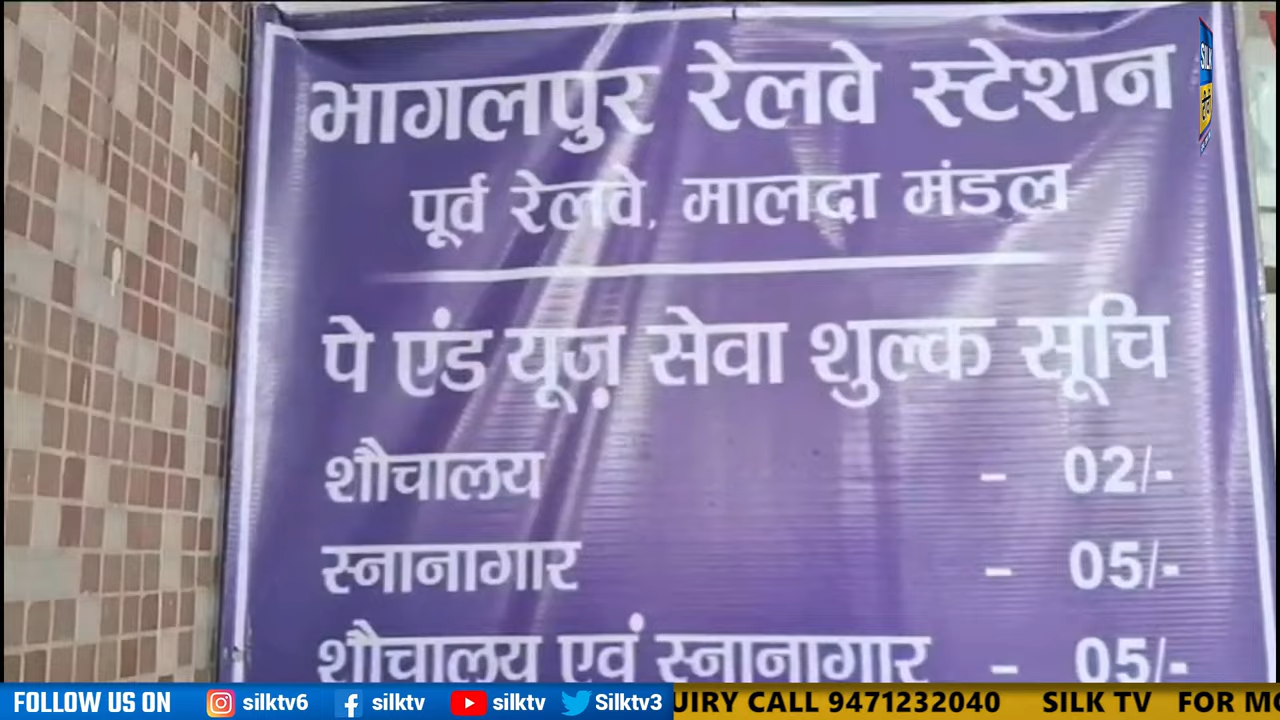 भागलपुर रेलवे स्टेशन
पूर्व रेलवे, मालदा मंडल
पे एंड यूज़ सेवा शुल्क सूचि
शौचालय - 02/-
स्नानागार - 05/-
शौचालय एवं स्नानागार - 05/-
SILK
FOLLOW US ON silktv6 silktv silktv Silktv3 UIRY CALL 9471232040 SILK TV FOR MO